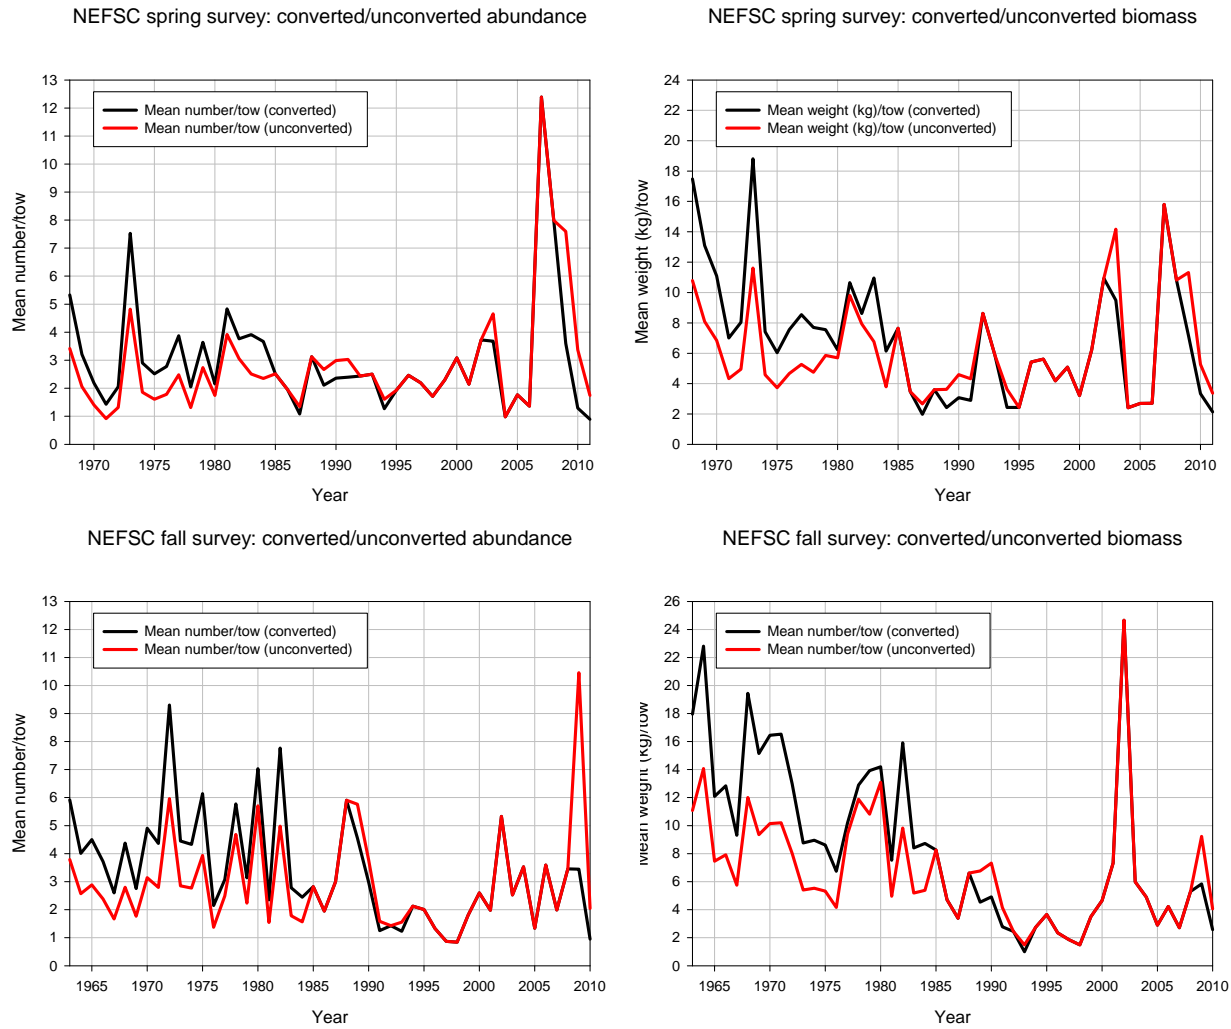 NEFSC spring survey: converted/unconverted abundance
13
12
11
10
9
8
7
6
5
4
3
2
1
0
Mean number/tow
Mean number/tow (converted)
Mean number/tow (unconverted)
1970 1975 1980 1985 1990 1995 2000 2005 2010
Year
NEFSC spring survey: converted/unconverted biomass
24
22
20
18
16
14
12
10
8
6
4
2
0
Mean weight (kg)/tow
Mean weight (kg)/tow (converted)
Mean weight (kg)/tow (unconverted)
1970 1975 1980 1985 1990 1995 2000 2005 2010
Year
NEFSC fall survey: converted/unconverted abundance
13
12
11
10
9
8
7
6
5
4
3
2
1
0
Mean number/tow
Mean number/tow (converted)
Mean number/tow (unconverted)
1965 1970 1975 1980 1985 1990 1995 2000 2005 2010
Year
NEFSC fall survey: converted/unconverted biomass
26
24
22
20
18
16
14
12
10
8
6
4
2
0
Mean weight (kg)/tow
Mean number/tow (converted)
Mean number/tow (unconverted)
1965 1970 1975 1980 1985 1990 1995 2000 2005 2010
Year